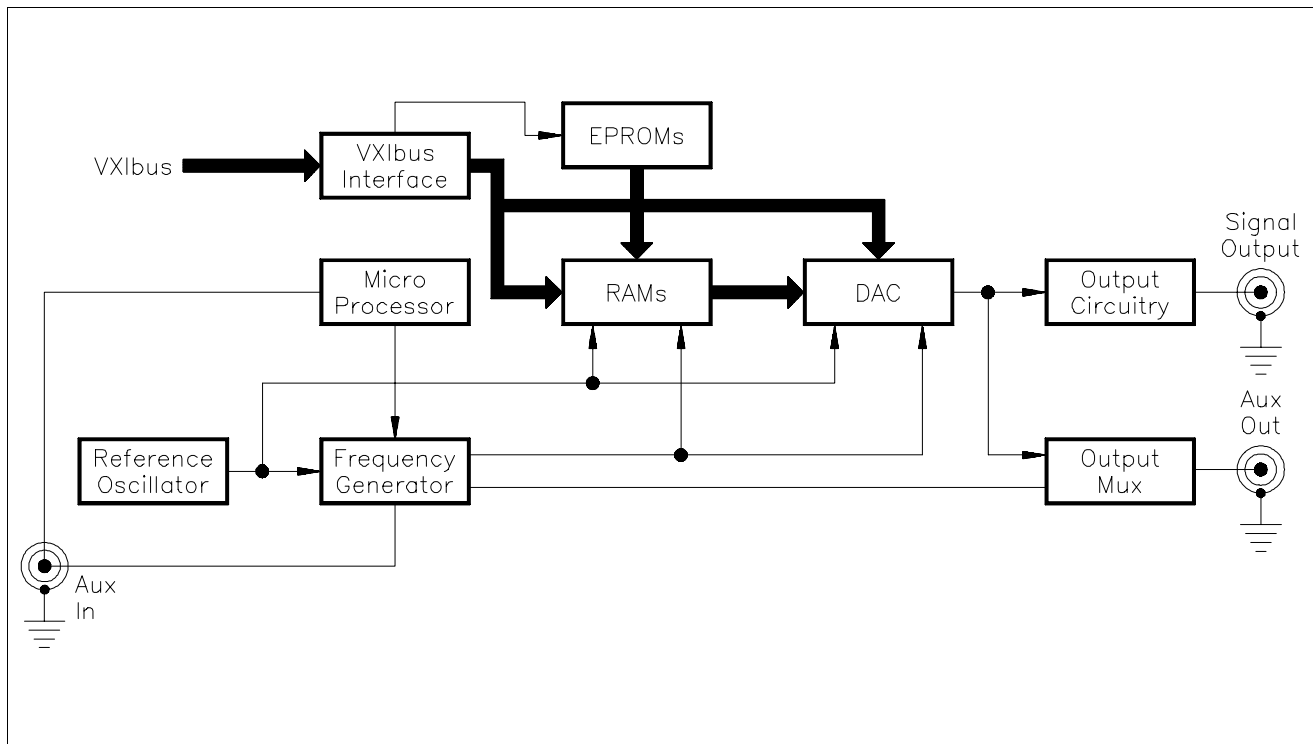 EPROMs
VXIbus
VXIbus
Interface
Signal
Output
Micro
Processor
RAMs
DAC
Output
Circuitry
Aux
Out
Reference
Oscillator
Frequency
Generator
Output
Mux
Aux
In